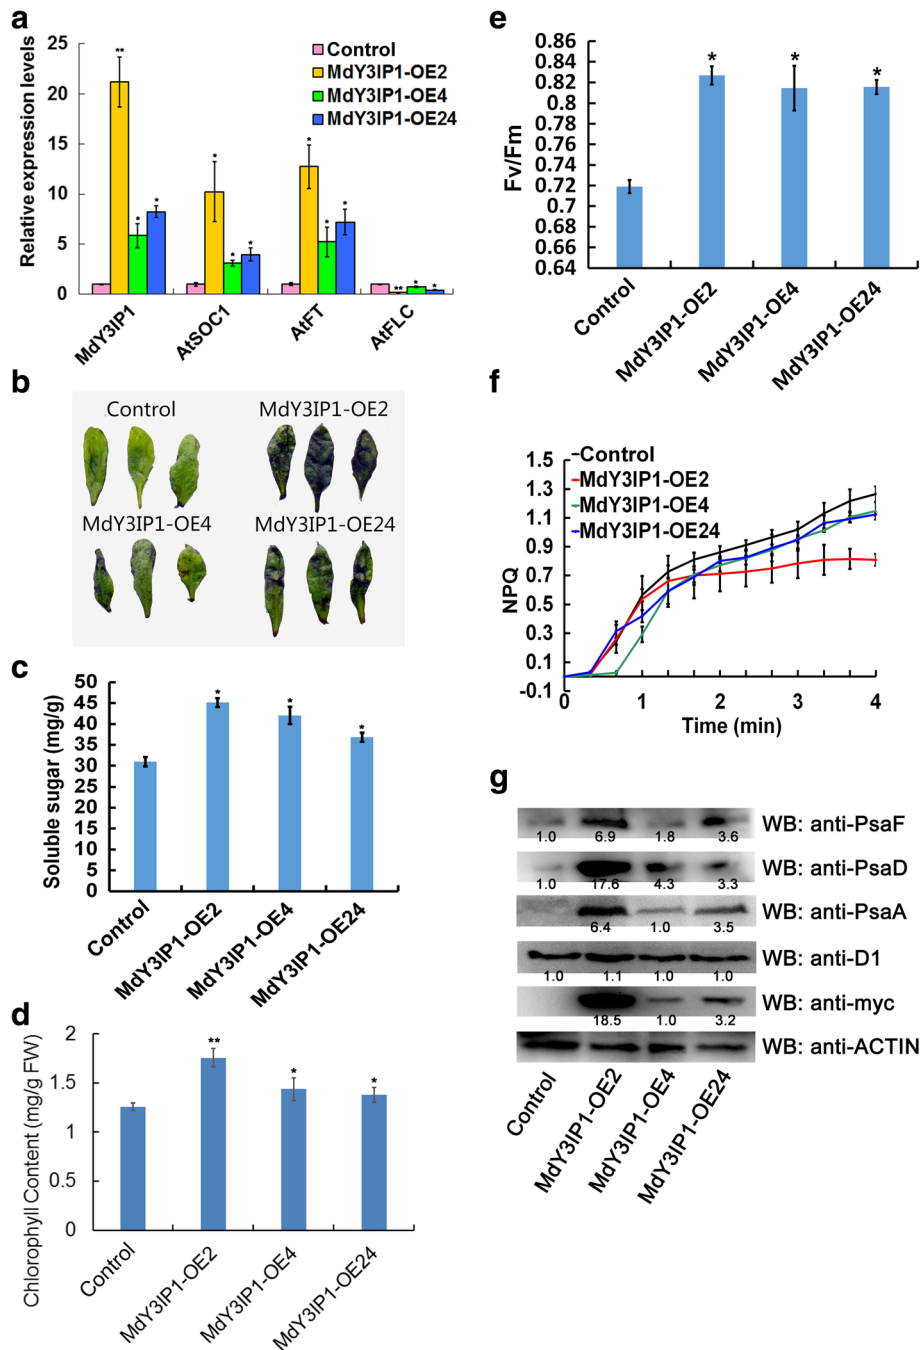 a
Relative expression levels
25
20
15
10
5
0
Control
MdY3IP1-OE2
MdY3IP1-OE4
MdY3IP1-OE24
** * *
* * *
* * *
** * *
MdY3IP1 AtSOC1 AtFT AtFLC
b
Control MdY3IP1-OE2
MdY3IP1-OE4 MdY3IP1-OE24
c
Soluble sugar (mg/g)
50
45
40
35
30
25
20
15
10
5
0
* * *
Control MdY3IP1-OE2 MdY3IP1-OE4 MdY3IP1-OE24
d
Chlorophyll Content (mg/g FW)
2
1.5
1
0.5
0
** * *
Control MdY3IP1-OE2 MdY3IP1-OE4 MdY3IP1-OE24
e
Fv/Fm
0.86
0.84
0.82
0.8
0.78
0.76
0.74
0.72
0.7
0.68
0.66
0.64
* * *
Control MdY3IP1-OE2 MdY3IP1-OE4 MdY3IP1-OE24
f
NPQ
1.5
1.3
1.1
0.9
0.7
0.5
0.3
0.1
-0.1
Control
MdY3IP1-OE2
MdY3IP1-OE4
MdY3IP1-OE24
0 1 2 3 4
Time (min)
g
WB: anti-PsaF
1.0 6.9 1.8 3.6
WB: anti-PsaD
1.0 17.6 4.3 3.3
WB: anti-PsaA
6.4 1.0 3.5
WB: anti-D1
1.0 1.1 1.0 1.0
WB: anti-myc
18.5 1.0 3.2
WB: anti-ACTIN
Control MdY3IP1-OE2 MdY3IP1-OE4 MdY3IP1-OE24